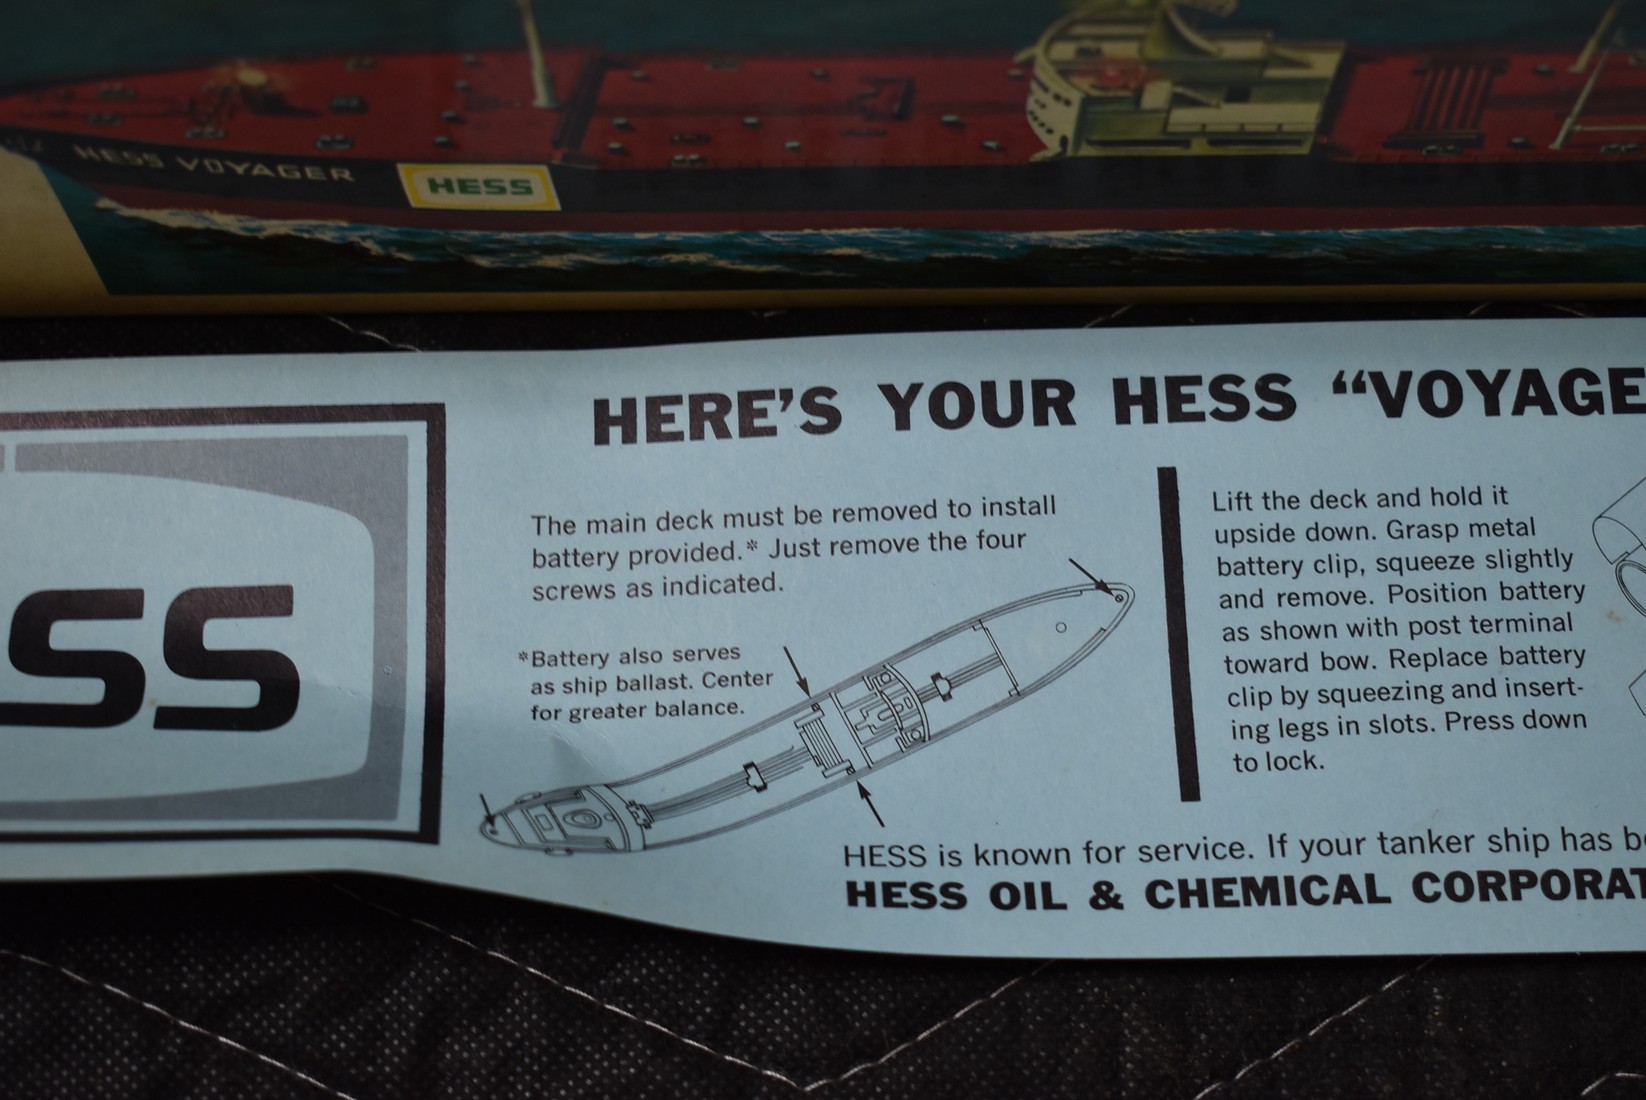 HESS VOYAGER
HESS
HERE'S YOUR HESS “VOYAGE
SS
The main deck must be removed to install
battery provided.* Just remove the four
screws as indicated.
*Battery also serves
as ship ballast. Center
for greater balance.
Lift the deck and hold it
upside down. Grasp metal
battery clip, squeeze slightly
and remove. Position battery
as shown with post terminal
toward bow. Replace battery
clip by squeezing and insert-
ing legs in slots. Press down
to lock.
HESS is known for service. If your tanker ship has b
HESS OIL & CHEMICAL CORPORAT